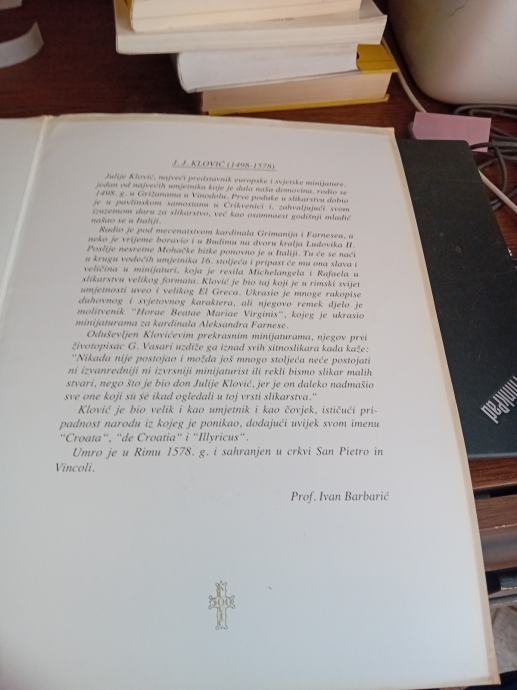 J. J. KLOVIĆ (1498-1578)
Julije Klović, najveći predstavnik europske i svjetske minijature,
jedan od najvećih umjetnika koje je dala naša domovina, rodio se
1498. g. u Grižanama u Vinodolu. Prve poduke u slikarstvu dobio
je u pavlinskom samostanu u Crikvenici i, zahvaljujući svom
izuzetnom daru za slikarstvo, već kao osamnaest godišnji mladić
našao se u Italiji.
Radio je pod mecenatstvom kardinala Grimanija i Farnesea, a
neko je vrijeme boravio i u Budimu na dvoru kralja Ludovika II.
Poslije nesretne Mohačke bitke ponovno je u Italiji. Tu će se naći
u krugu vodećih umjetnika 16. stoljeća i pripast će mu ona slava i
veličina u minijaturi, koja je resila Michelangela i Rafaela u
slikarstvu velikog formata. Klović je bio taj koji je u rimski svijet
umjetnosti uveo i velikog El Greca. Ukrasio je mnoge rukopise
duhovnog i svjetovnog karaktera, ali njegovo remek djelo je
molitvenik "Horae Beatae Mariae Virginis", kojeg je ukrasio
minijaturama za kardinala Aleksandra Farnese.
Oduševljen Klovićevim prekrasnim minijaturama, njegov prvi
životopisac G. Vasari uzdiže ga iznad svih sitnoslikara kada kaže:
"Nikada nije postojao i možda još mnogo stoljeća neće postojati
ni izvanredniji ni izvrsniji minijaturist ili rekli bismo slikar malih
stvari, nego što je bio don Julije Klović, jer je on daleko nadmašio
sve one koji su se ikad ogledali u toj vrsti slikarstva."
Klović je bio velik i kao umjetnik i kao čovjek, ističući pri-
padnost narodu iz kojeg je ponikao, dodajući uvijek svom imenu
"Croata", "de Croatia" i "Illyricus".
Umro je u Rimu 1578. g. i sahranjen u crkvi San Pietro in
Vincoli.
Prof. Ivan Barbarić
500
ThinkPad